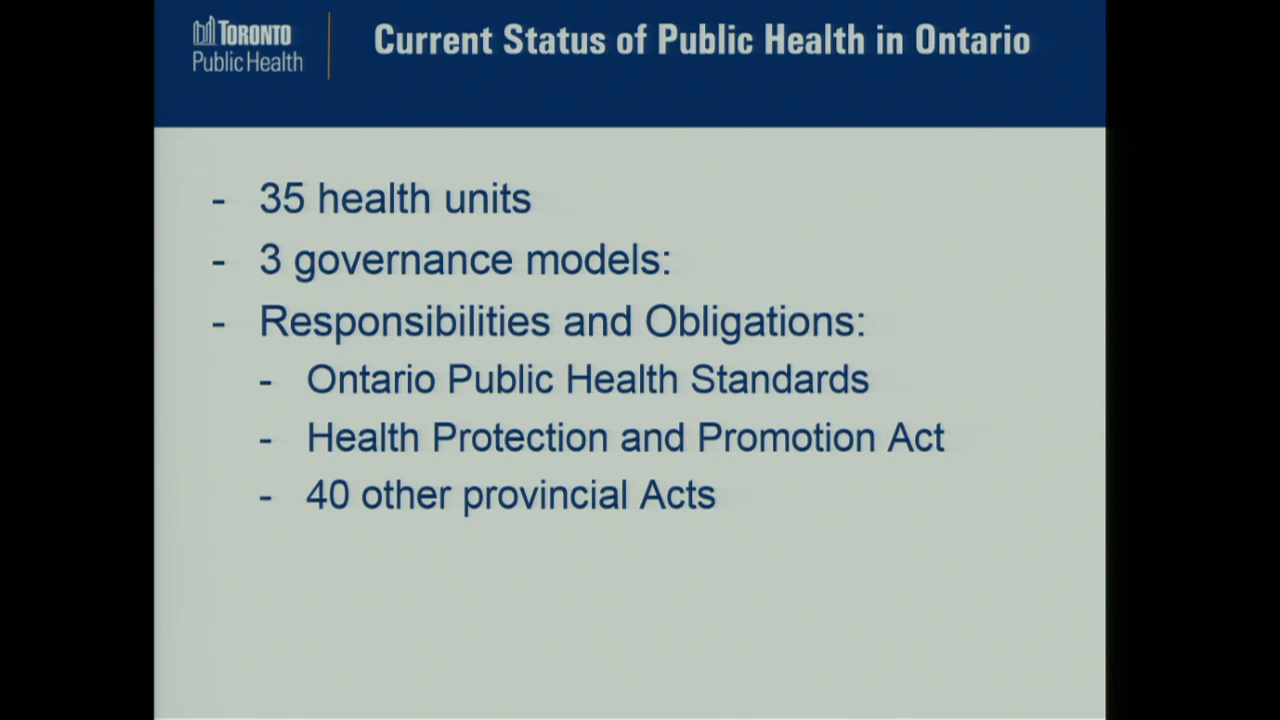 TORONTO
Public Health
Current Status of Public Health in Ontario
- 35 health units
- 3 governance models:
- Responsibilities and Obligations:
- Ontario Public Health Standards
- Health Protection and Promotion Act
- 40 other provincial Acts